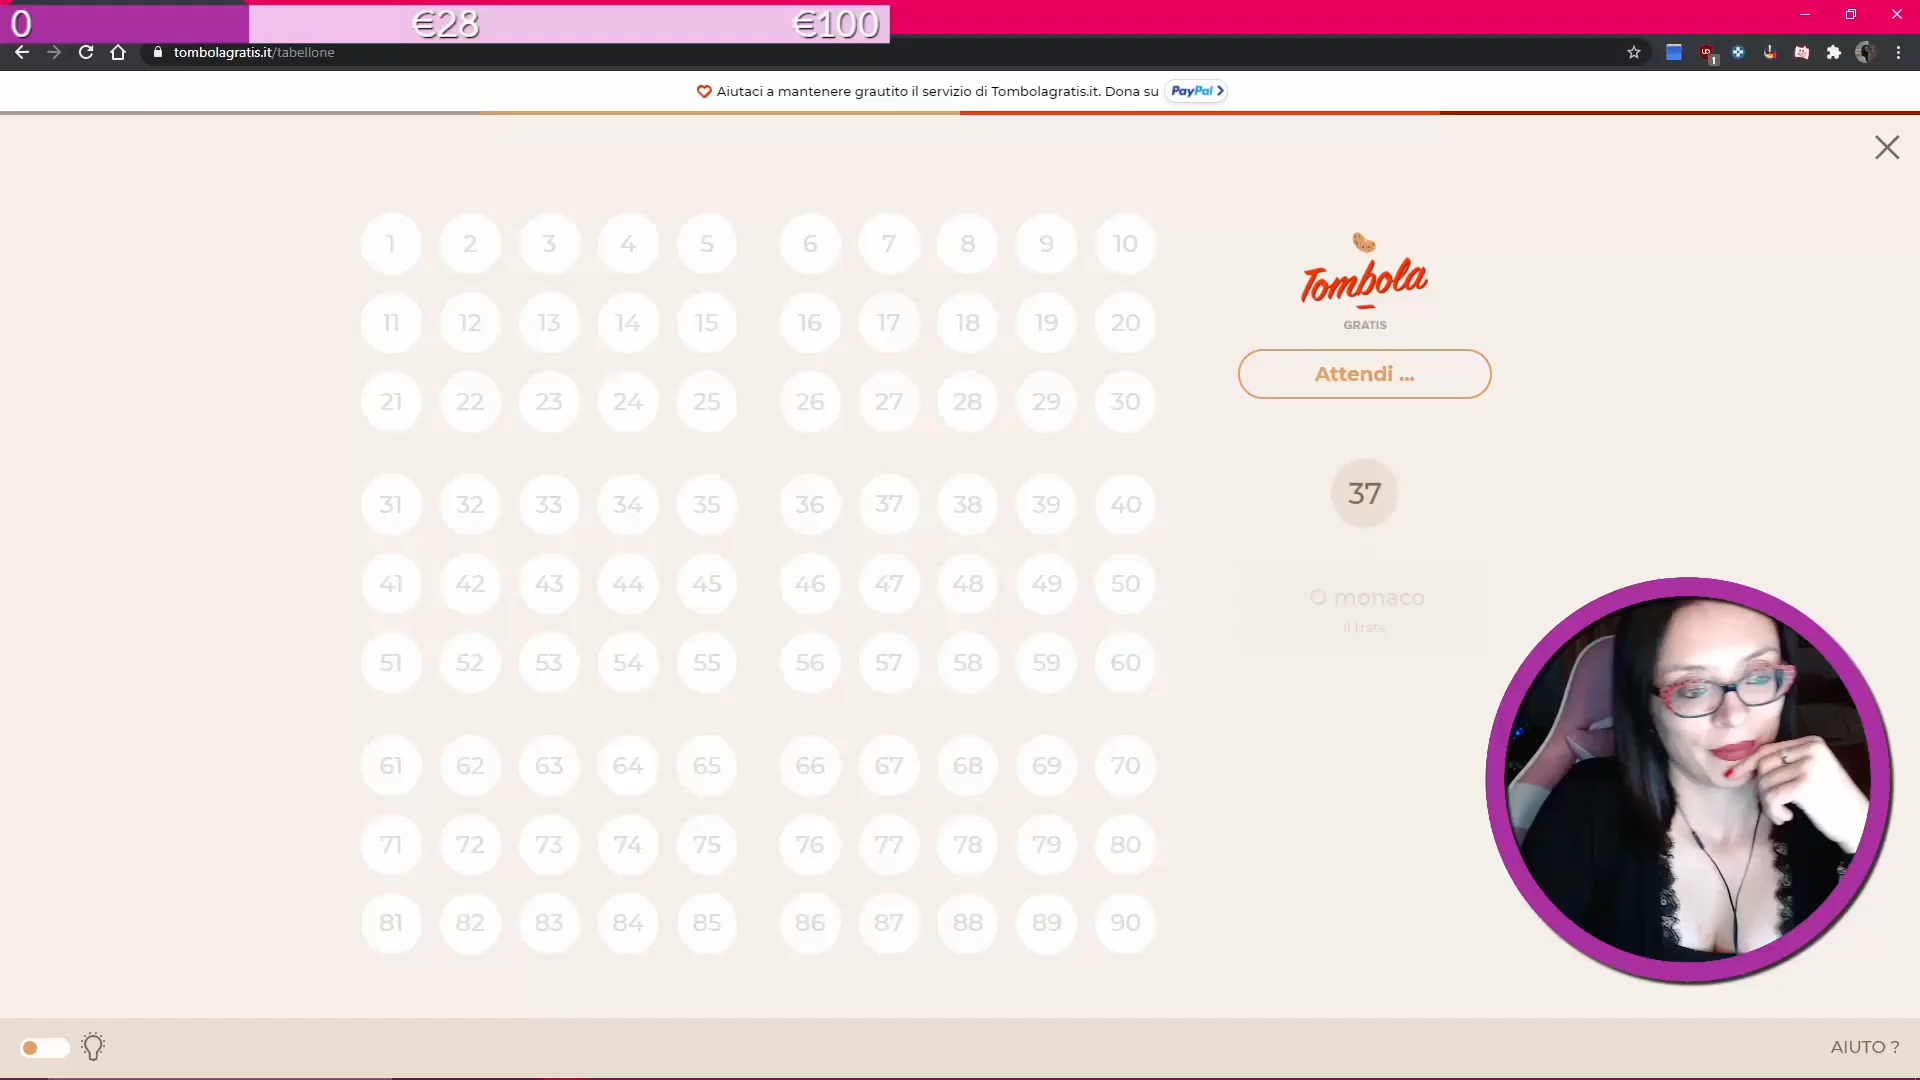 0 €28 €100
tombolagratis.it/tabellone
1
Aiutaci a mantenere grautito il servizio di Tombolagratis.it. Dona su PayPal
1 2 3 4 5 6 7 8 9 10
11 12 13 14 15 16 17 18 19 20
21 22 23 24 25 26 27 28 29 30
31 32 33 34 35 36 37 38 39 40
41 42 43 44 45 46 47 48 49 50
51 52 53 54 55 56 57 58 59 60
61 62 63 64 65 66 67 68 69 70
71 72 73 74 75 76 77 78 79 80
81 82 83 84 85 86 87 88 89 90
Tombola
GRATIS
Attendi ...
37
O monaco
il frate
AIUTO ?